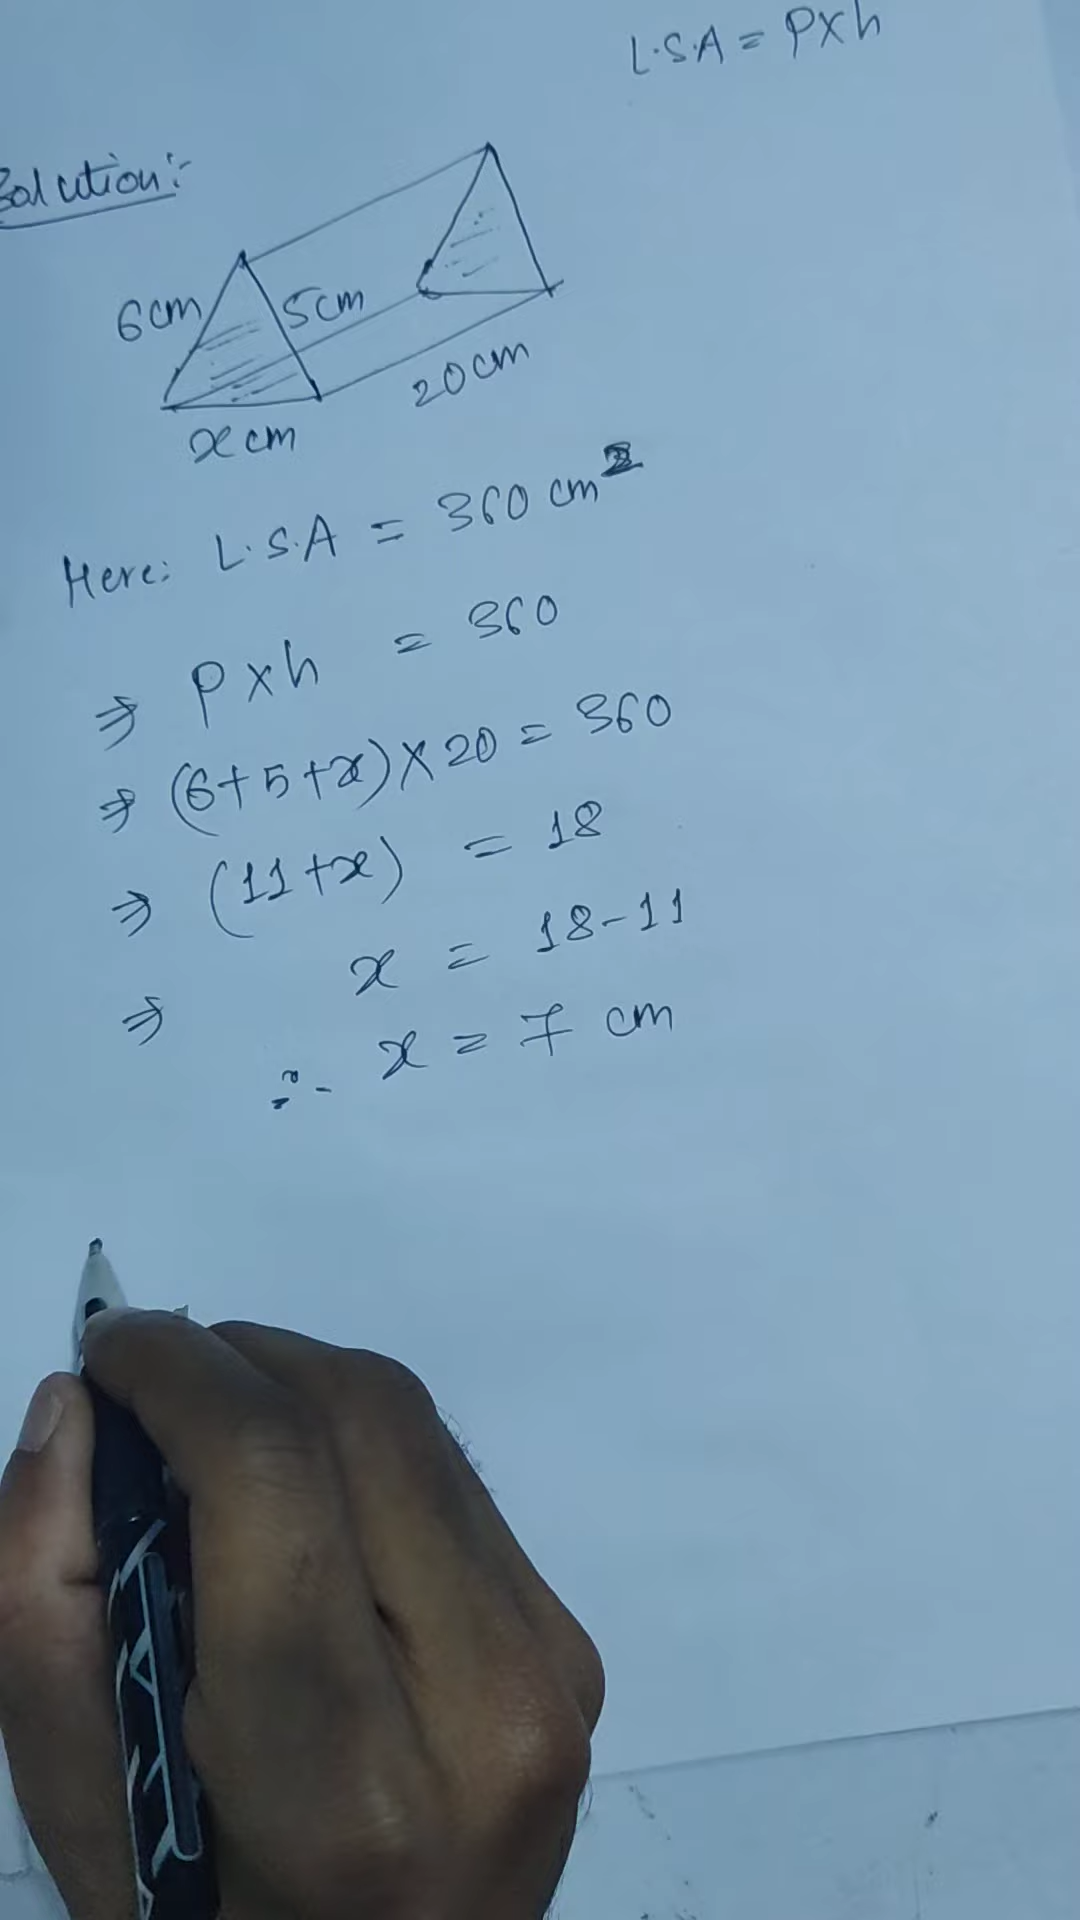 L.S.A = P×h
Solution:-
6cm
5cm
20cm
x cm
Here: L.S.A = 360 cm²
⇒ P×h = 360
⇒ (6+5+x)×20 = 360
⇒ (11+x) = 18
⇒ x = 18-11
∴ x = 7 cm